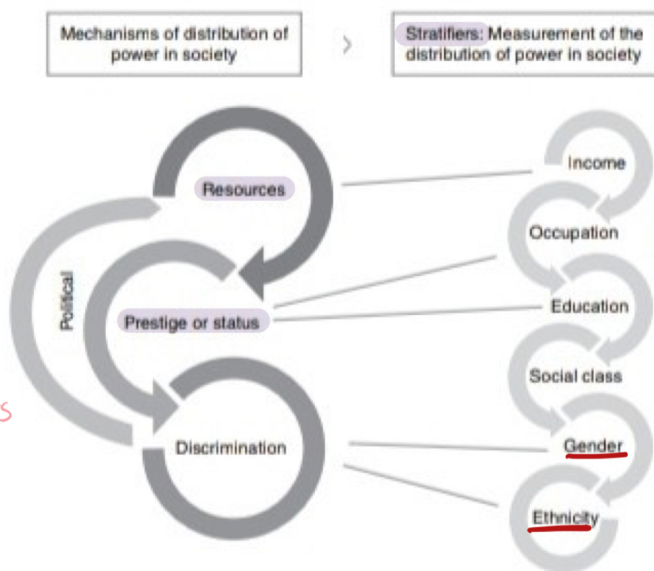 Mechanisms of distribution of
power in society
>
Stratifiers: Measurement of the
distribution of power in society
Resources
Prestige or status
Discrimination
Political
Income
Occupation
Education
Social class
Gender
Ethnicity
s